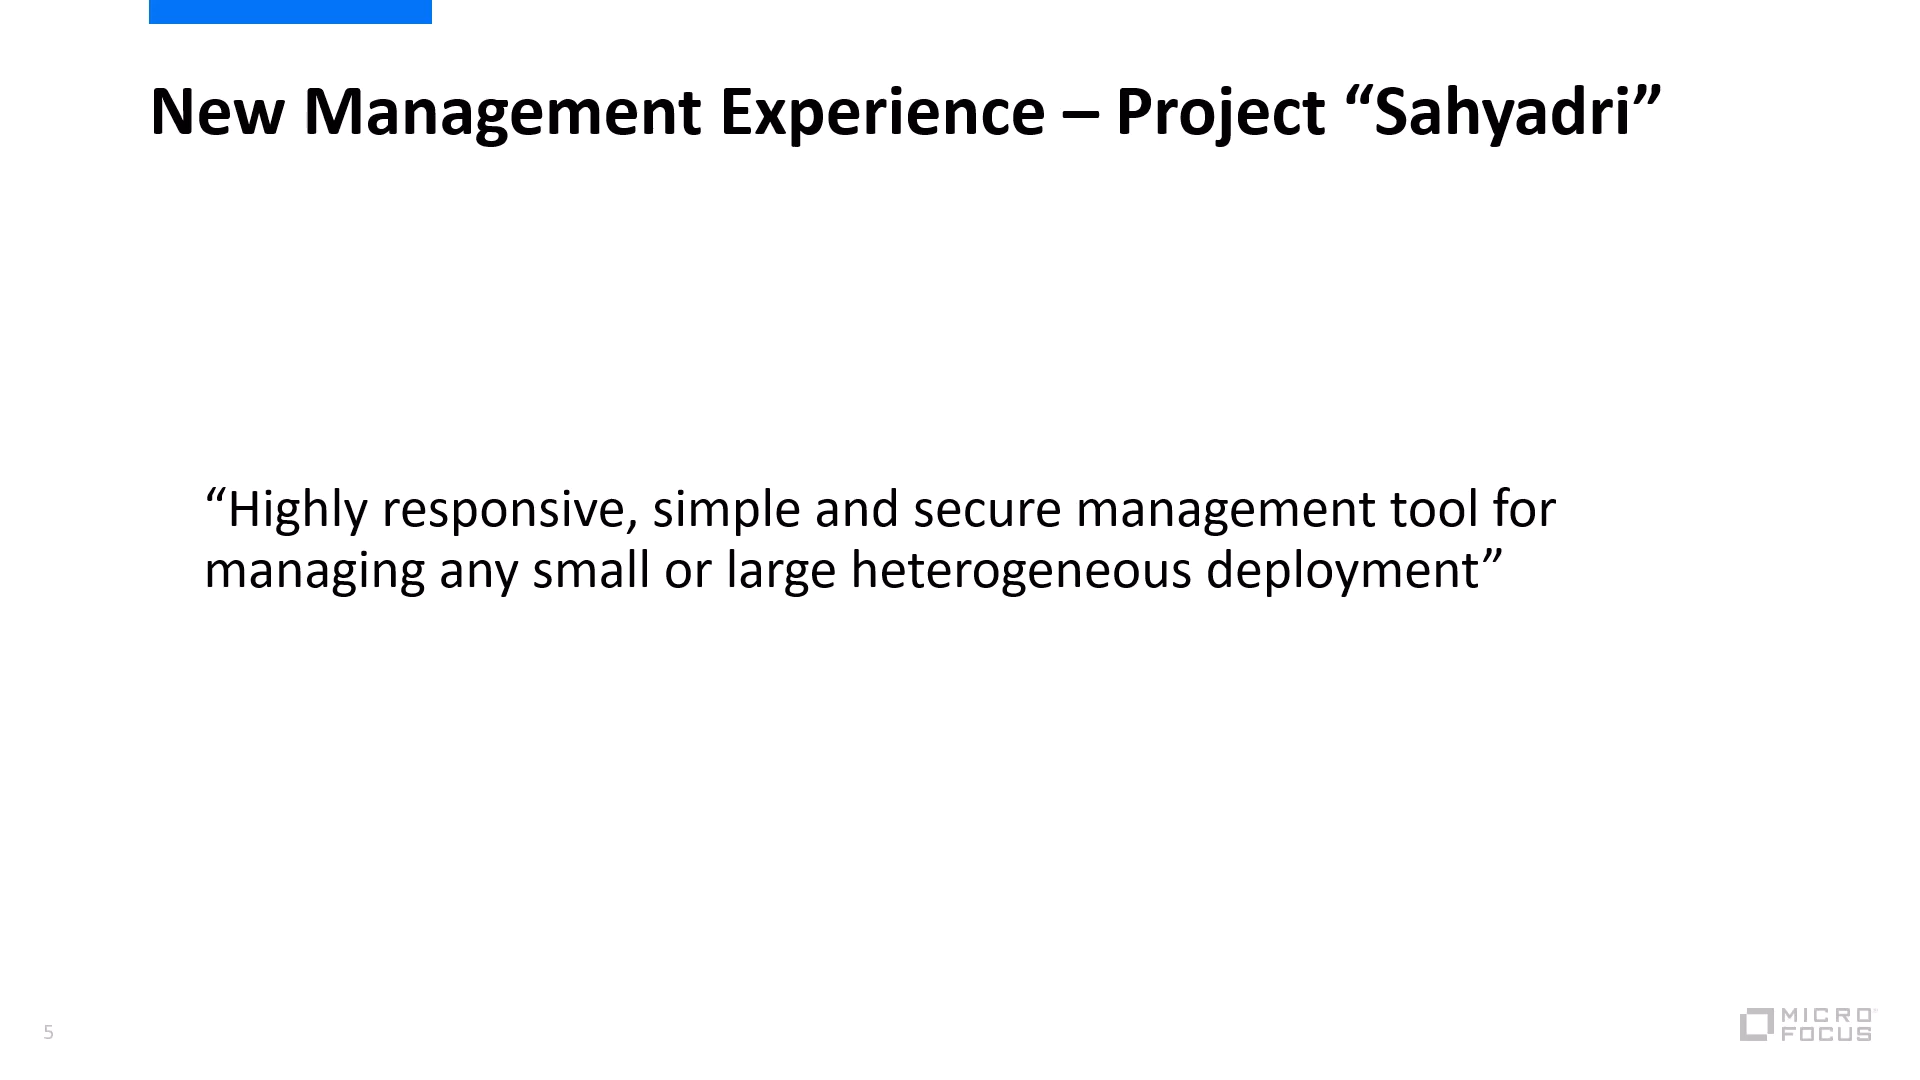 New Management Experience – Project “Sahyadri”
“Highly responsive, simple and secure management tool for
managing any small or large heterogeneous deployment”
5
MICRO
FOCUS